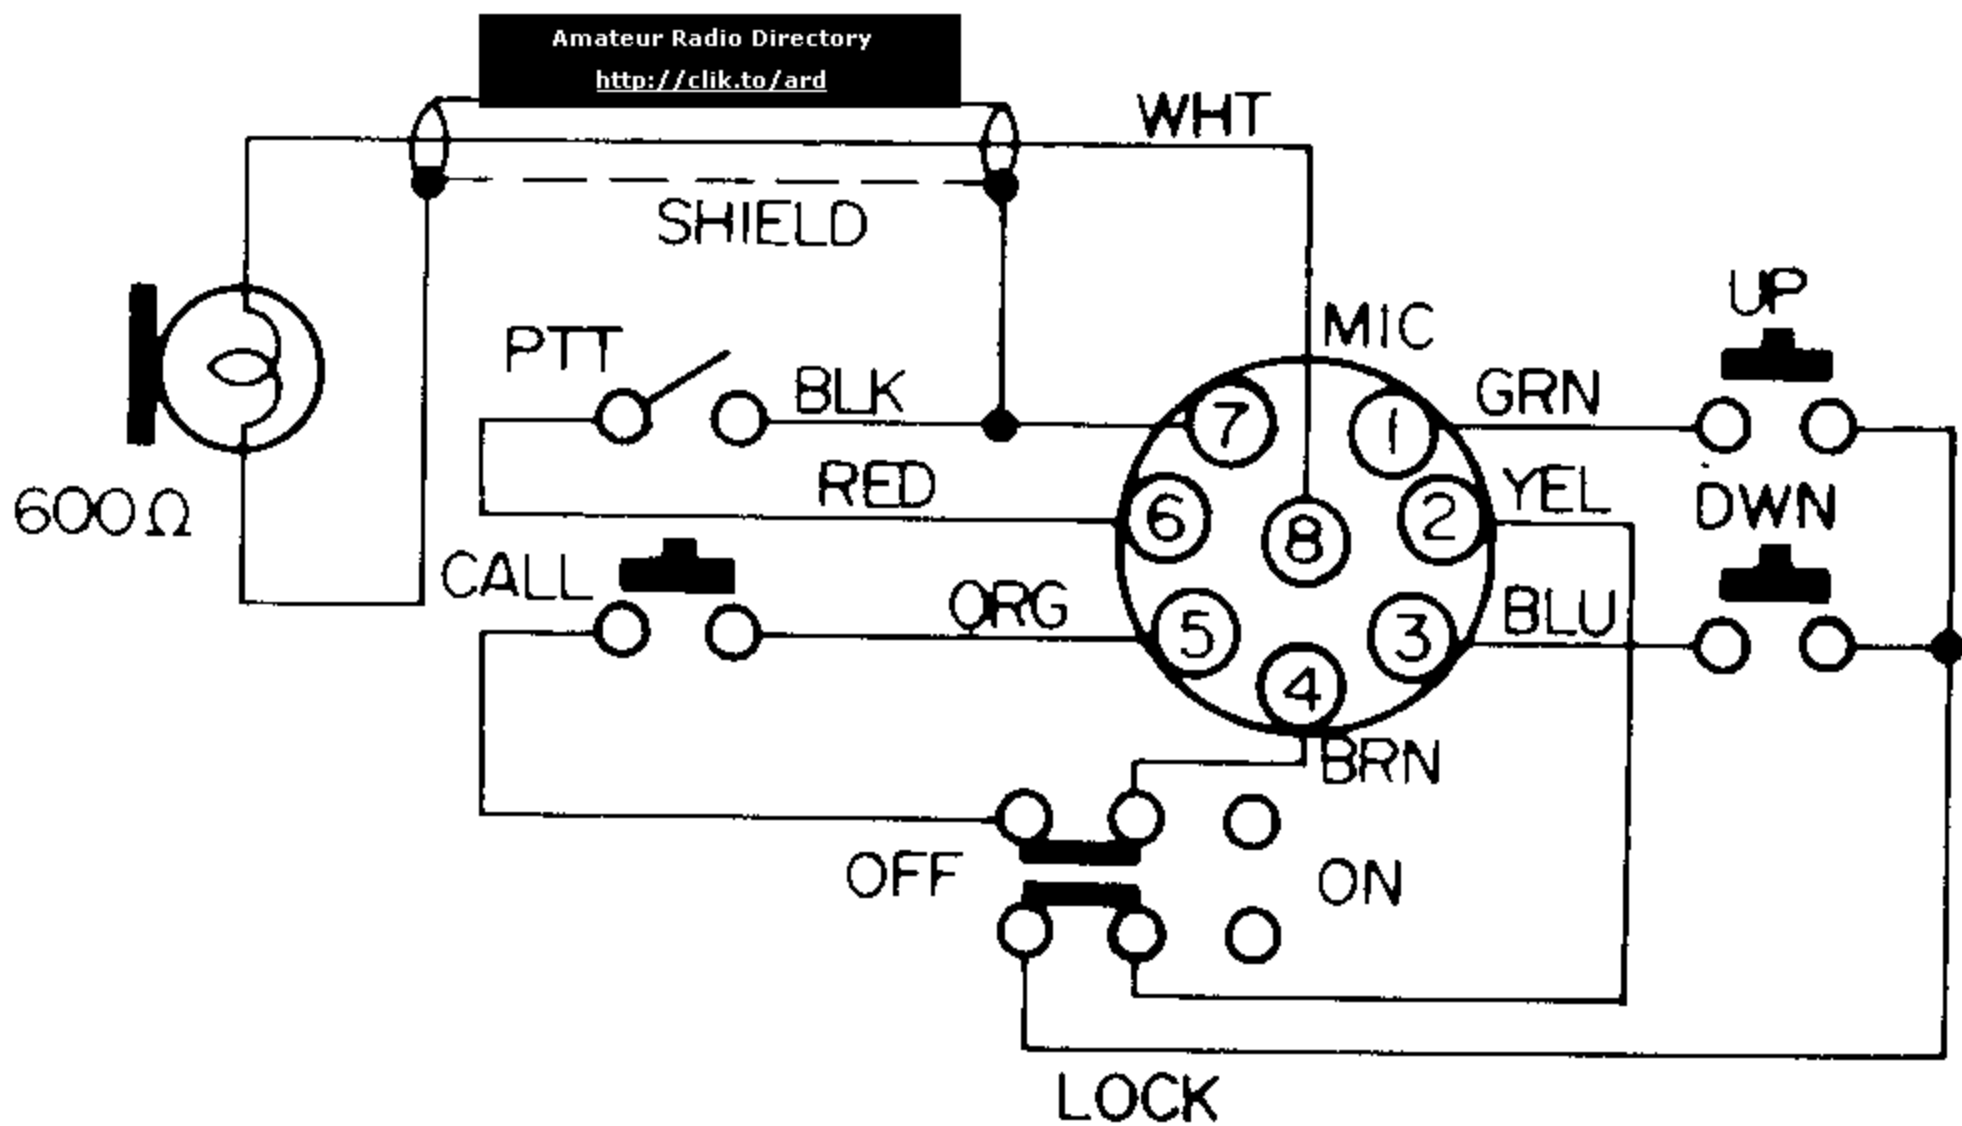 Amateur Radio Directory
http://clik.to/ard
WHT
SHIELD
UP
MIC
PTT
BLK
GRN
7
1
RED
YEL
DWN
600Ω
6
8
2
CALL
ORG
BLU
5
3
4
BRN
OFF
ON
LOCK